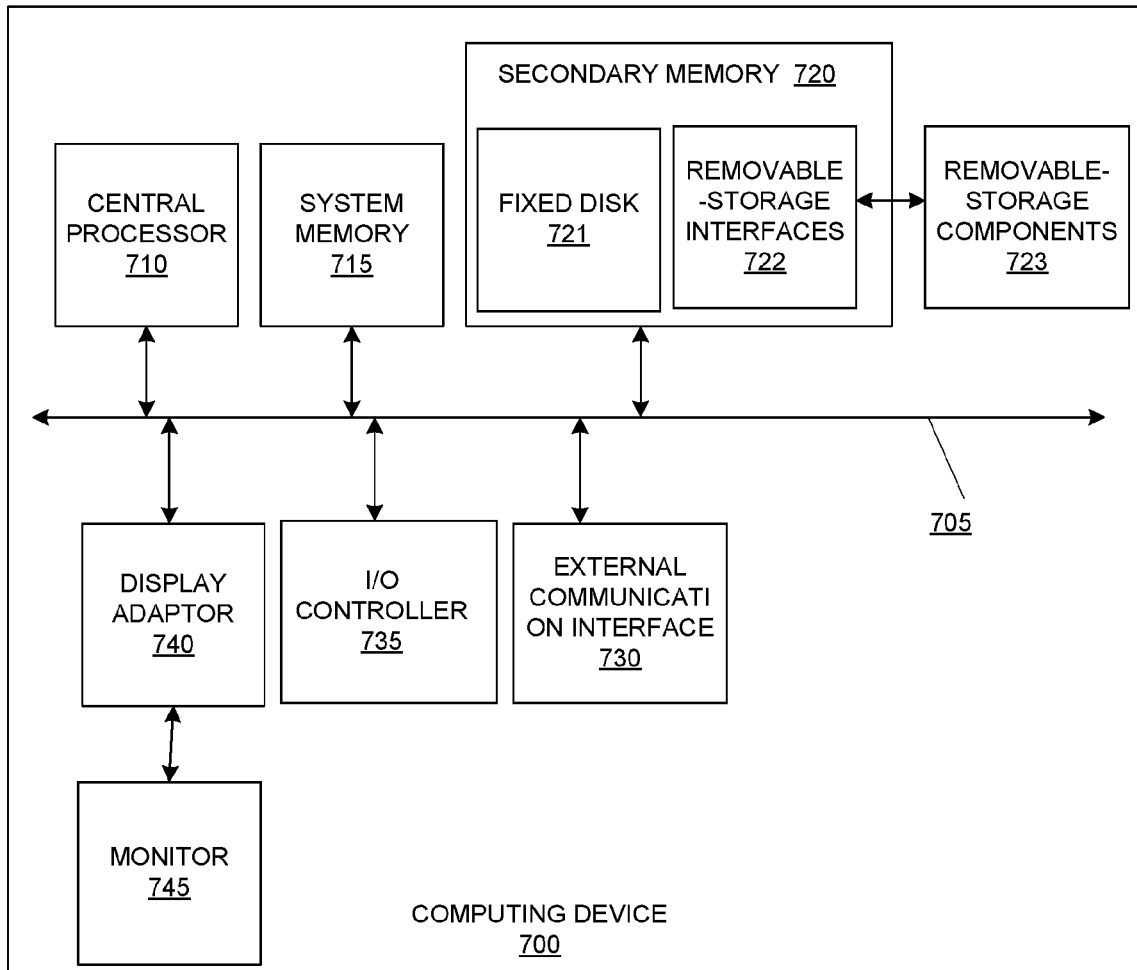 SECONDARY MEMORY 720
CENTRAL
PROCESSOR
710
SYSTEM
MEMORY
715
FIXED DISK
721
REMOVABLE
-STORAGE
INTERFACES
722
REMOVABLE-
STORAGE
COMPONENTS
723
705
DISPLAY
ADAPTOR
740
I/O
CONTROLLER
735
EXTERNAL
COMMUNICATI
ON INTERFACE
730
MONITOR
745
COMPUTING DEVICE
700